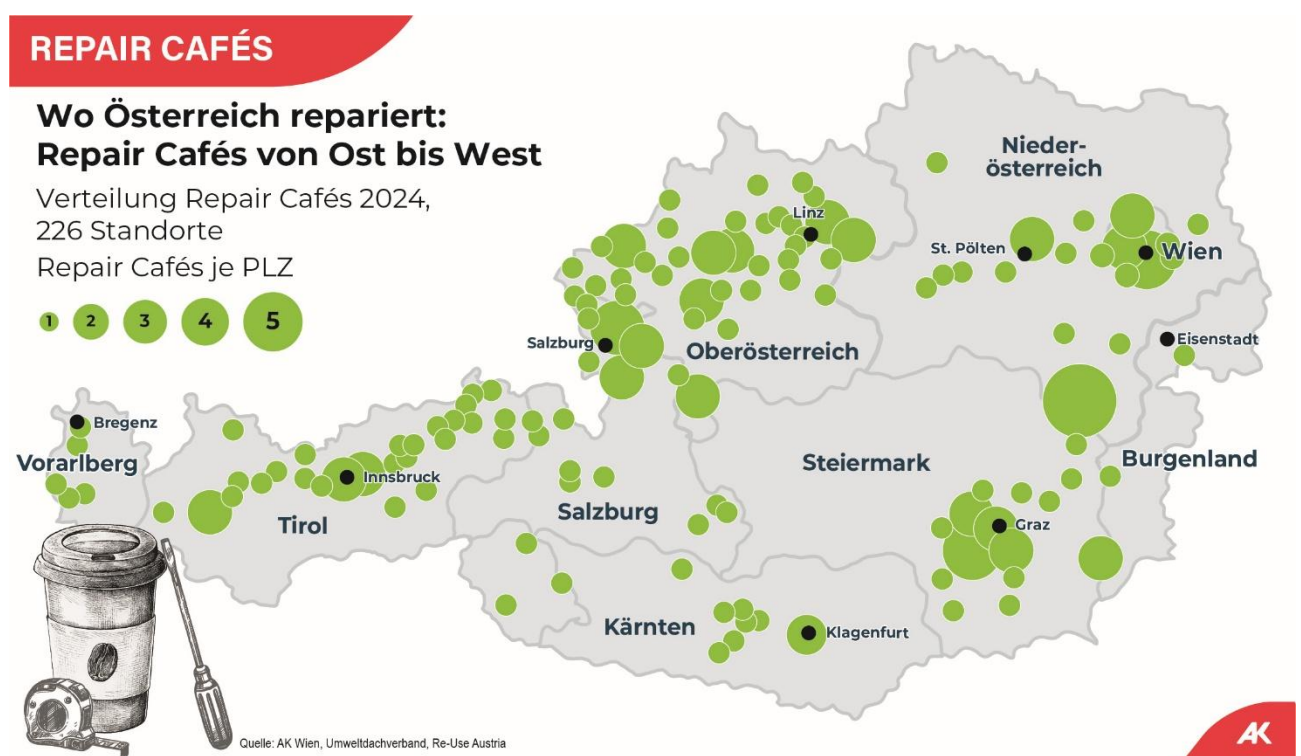 REPAIR CAFÉS
Wo Österreich repariert:
Repair Cafés von Ost bis West
Verteilung Repair Cafés 2024,
226 Standorte
Repair Cafés je PLZ
1 2 3 4 5
Nieder-
österreich
Linz
St. Pölten
Wien
Salzburg
Oberösterreich
Eisenstadt
Bregenz
Vorarlberg
Innsbruck
Steiermark
Burgenland
Tirol
Salzburg
Graz
Kärnten
Klagenfurt
Quelle: AK Wien, Umweltdachverband, Re-Use Austria
AK